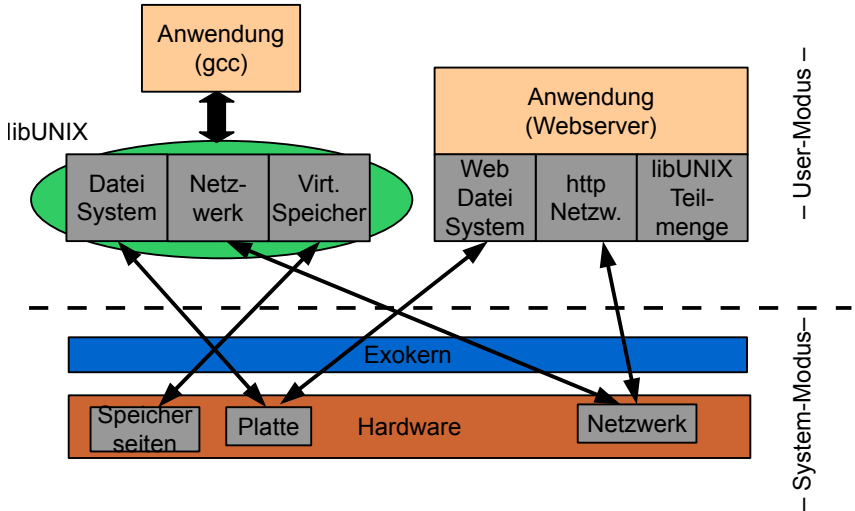 Anwendung
(gcc)
libUNIX
Datei
System
Netz-
werk
Virt.
Speicher
Anwendung
(Webserver)
Web
Datei
System
http
Netzw.
libUNIX
Teil-
menge
– User-Modus –
Exokern
Speicher
seiten
Platte
Hardware
Netzwerk
– System-Modus–